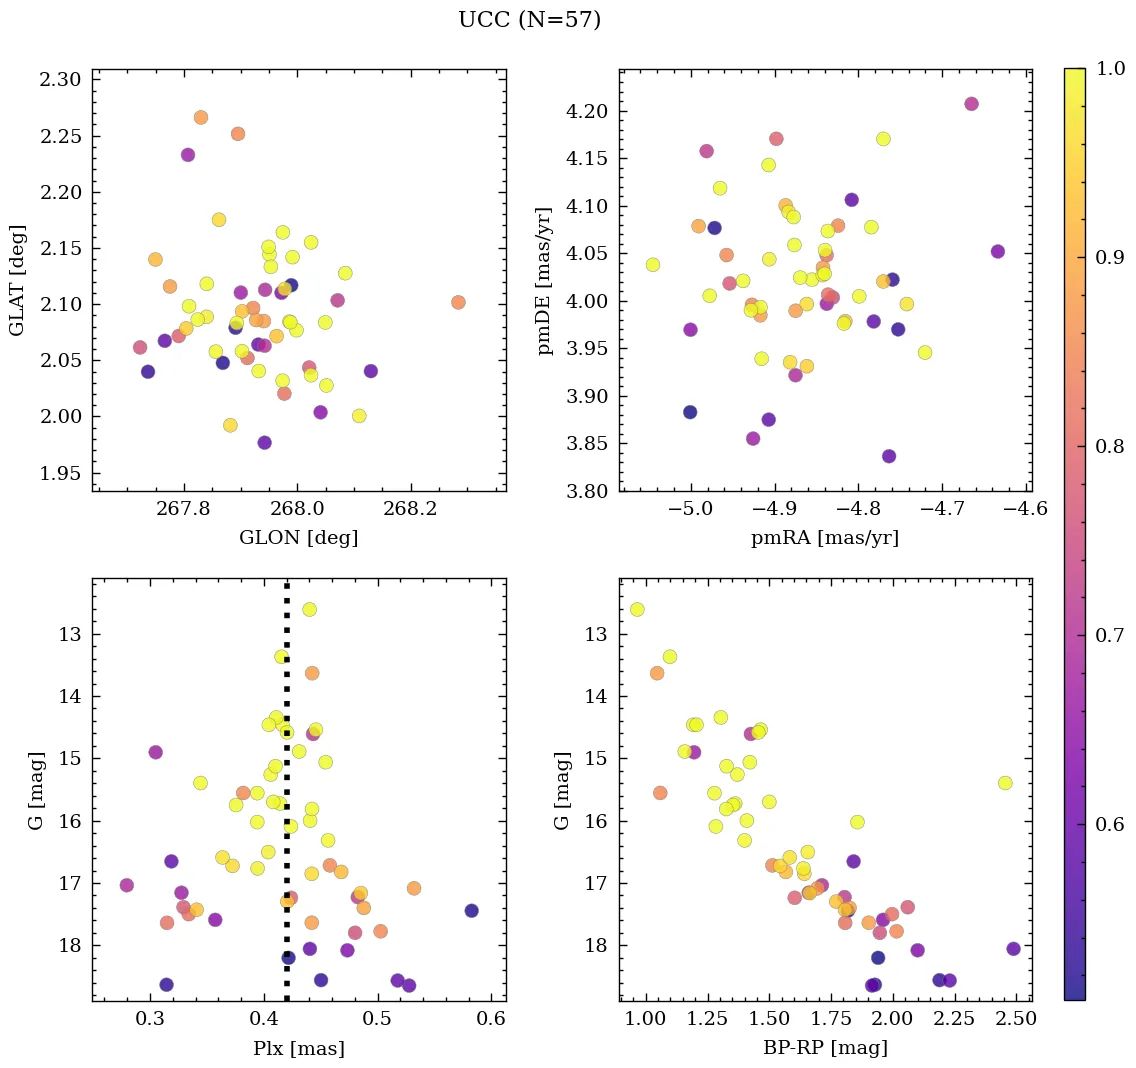 UCC (N=57)
2.30
2.25
2.20
2.15
2.10
2.05
2.00
1.95
GLAT [deg]
267.8 268.0 268.2
GLON [deg]
4.20
4.15
4.10
4.05
4.00
3.95
3.90
3.85
3.80
pmDE [mas/yr]
−5.0 −4.9 −4.8 −4.7 −4.6
pmRA [mas/yr]
1.0
0.9
0.8
0.7
0.6
13
14
15
16
17
18
G [mag]
0.3 0.4 0.5 0.6
Plx [mas]
13
14
15
16
17
18
G [mag]
1.00 1.25 1.50 1.75 2.00 2.25 2.50
BP-RP [mag]